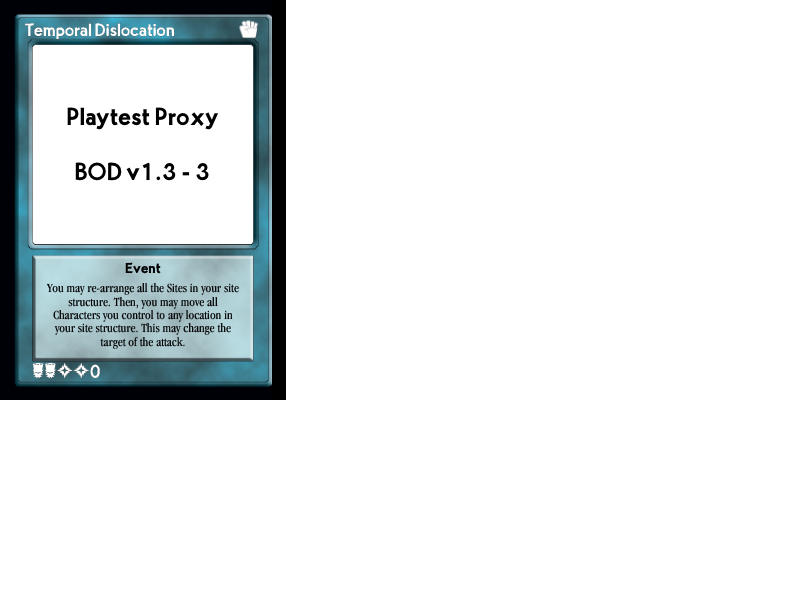 Temporal Dislocation
Playtest Proxy
BOD v1.3 - 3
Event
You may re-arrange all the Sites in your site
structure. Then, you may move all
Characters you control to any location in
your site structure. This may change the
target of the attack.
0